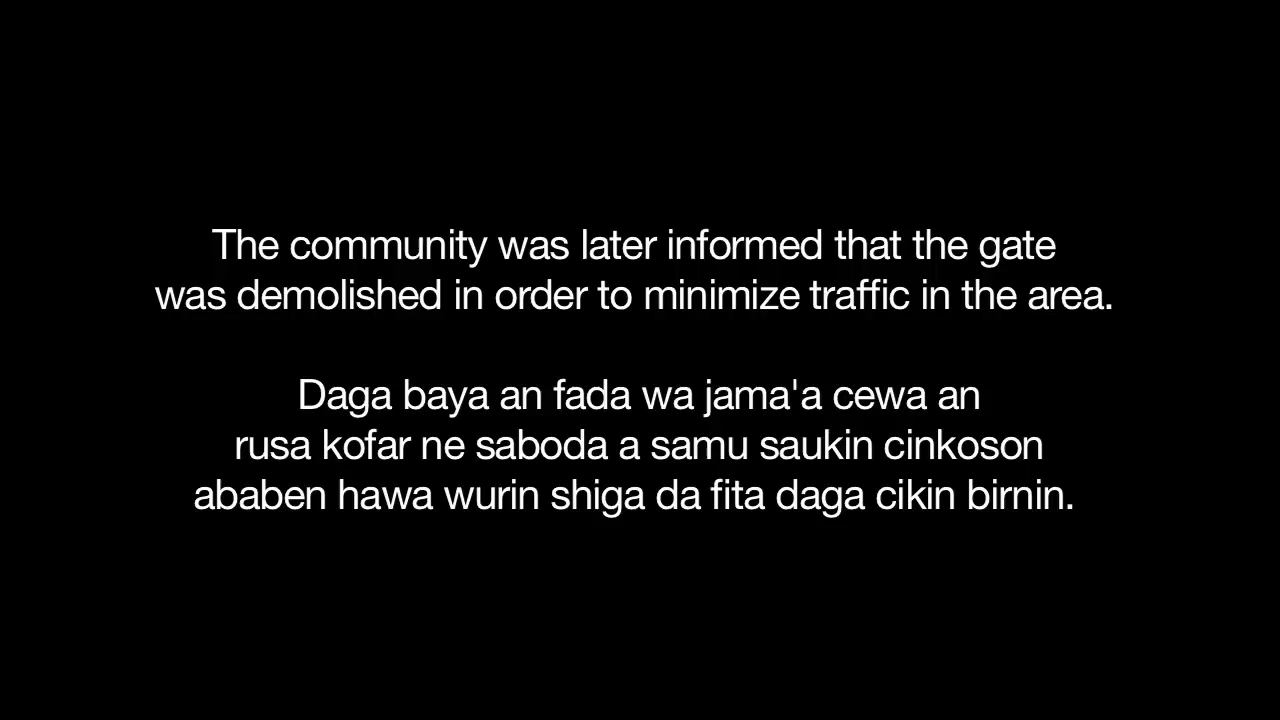 The community was later informed that the gate
was demolished in order to minimize traffic in the area.
Daga baya an fada wa jama'a cewa an
rusa kofar ne saboda a samu saukin cinkoson
ababen hawa wurin shiga da fita daga cikin birnin.